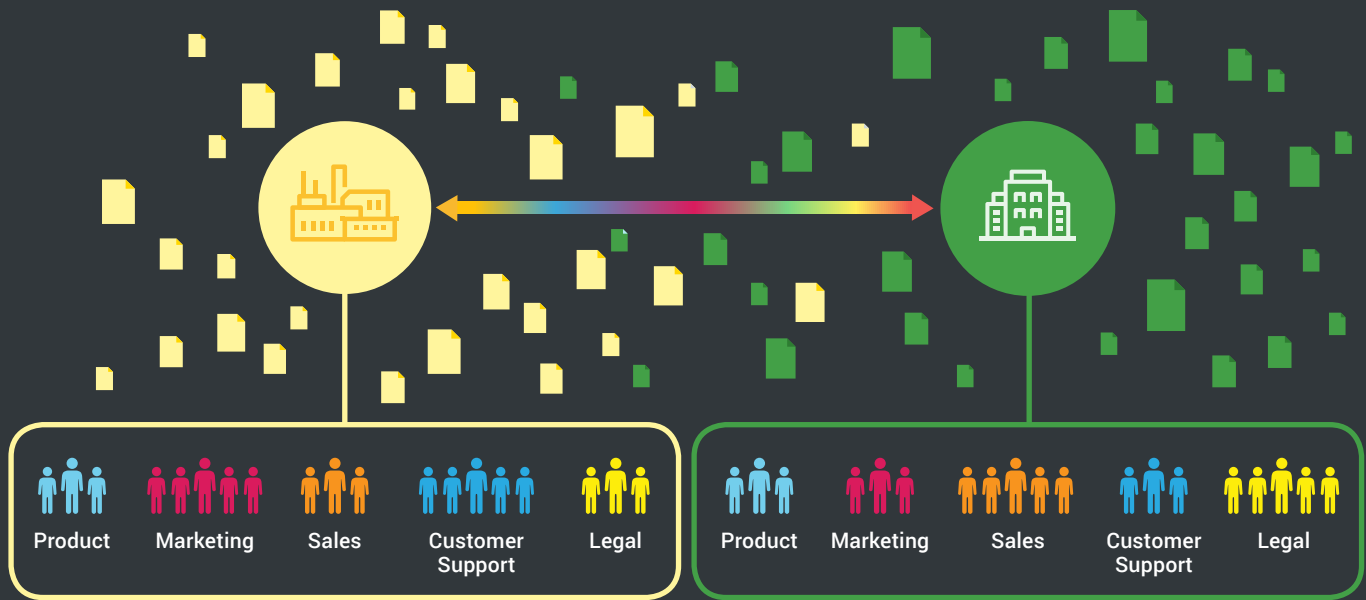 Product
Marketing
Sales
Customer
Support
Legal
Product
Marketing
Sales
Customer
Support
Legal